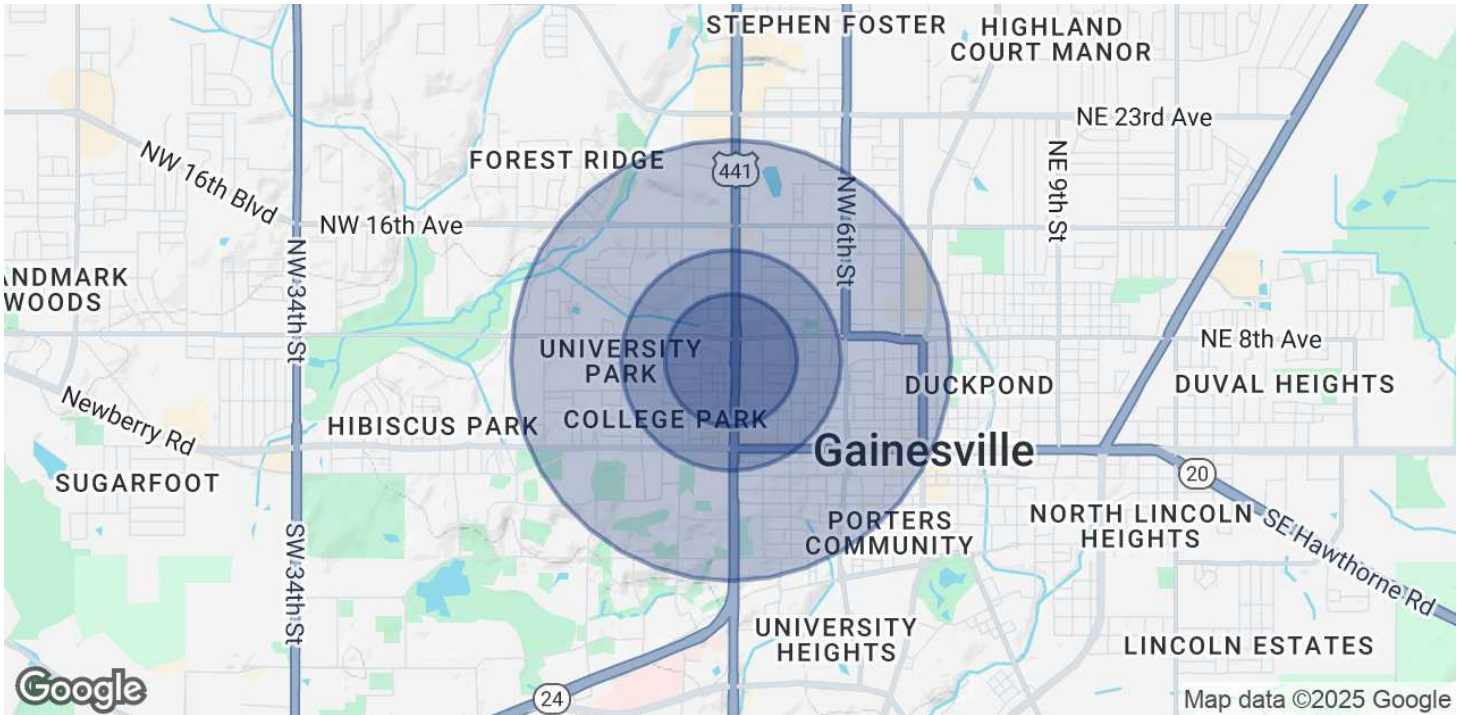 STEPHEN FOSTER
HIGHLAND
COURT MANOR
NE 23rd Ave
NW 16th Blvd
FOREST RIDGE
441
NW 6th St
NE 9th St
NW 16th Ave
ANDMARK
WOODS
NW 34th St
UNIVERSITY
PARK
NE 8th Ave
DUCKPOND
DUVAL HEIGHTS
Newberry Rd
HIBISCUS PARK
COLLEGE PARK
Gainesville
SUGARFOOT
20
PORTERS
COMMUNITY
NORTH LINCOLN
HEIGHTS
SE Hawthorne Rd
SW 34th St
UNIVERSITY
HEIGHTS
LINCOLN ESTATES
Google
24
Map data ©2025 Google